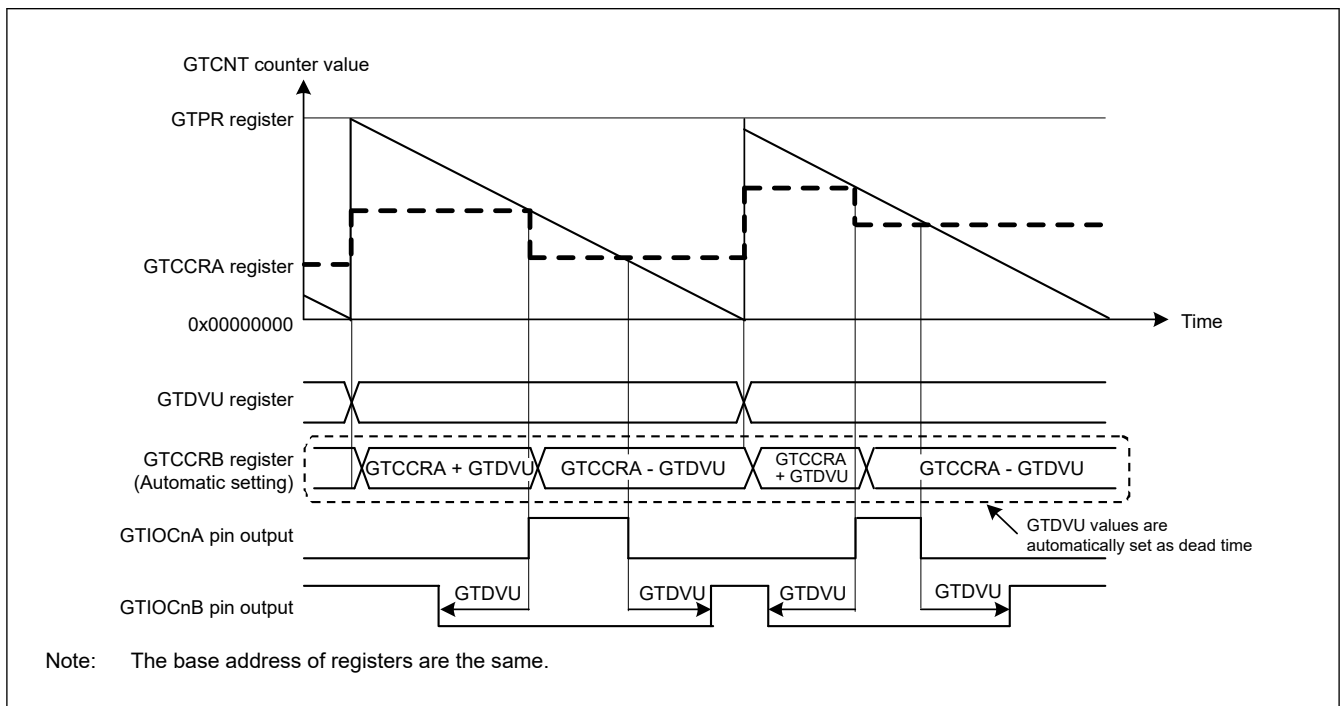 GTCNT counter value
GTPR register
GTCCRA register
0x00000000
Time
GTDVU register
GTCCRB register
(Automatic setting)
GTCCRA + GTDVU
GTCCRA - GTDVU
GTCCRA
+ GTDVU
GTCCRA - GTDVU
GTIOCnA pin output
GTDVU values are
automatically set as dead time
GTIOCnB pin output
GTDVU
GTDVU
GTDVU
GTDVU
Note: The base address of registers are the same.